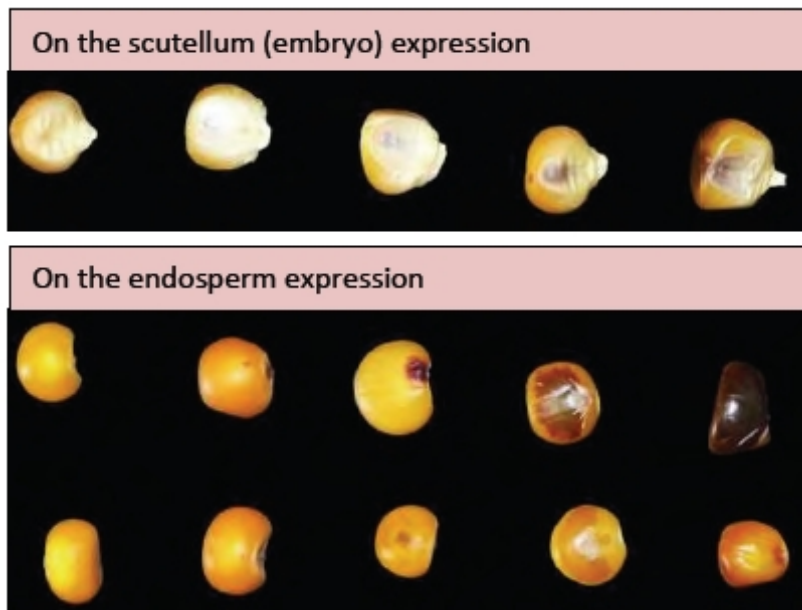 On the scutellum (embryo) expression
On the endosperm expression